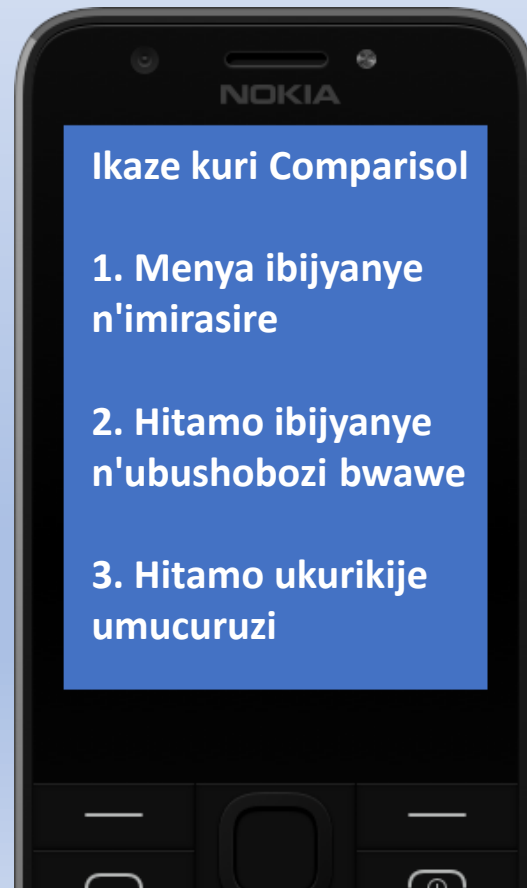 NOKIA
Ikaze kuri Comparisol
1. Menya ibijyanye
n'imirasire
2. Hitamo ibijyanye
n'ubushobozi bwawe
3. Hitamo ukurikije
umucuruzi